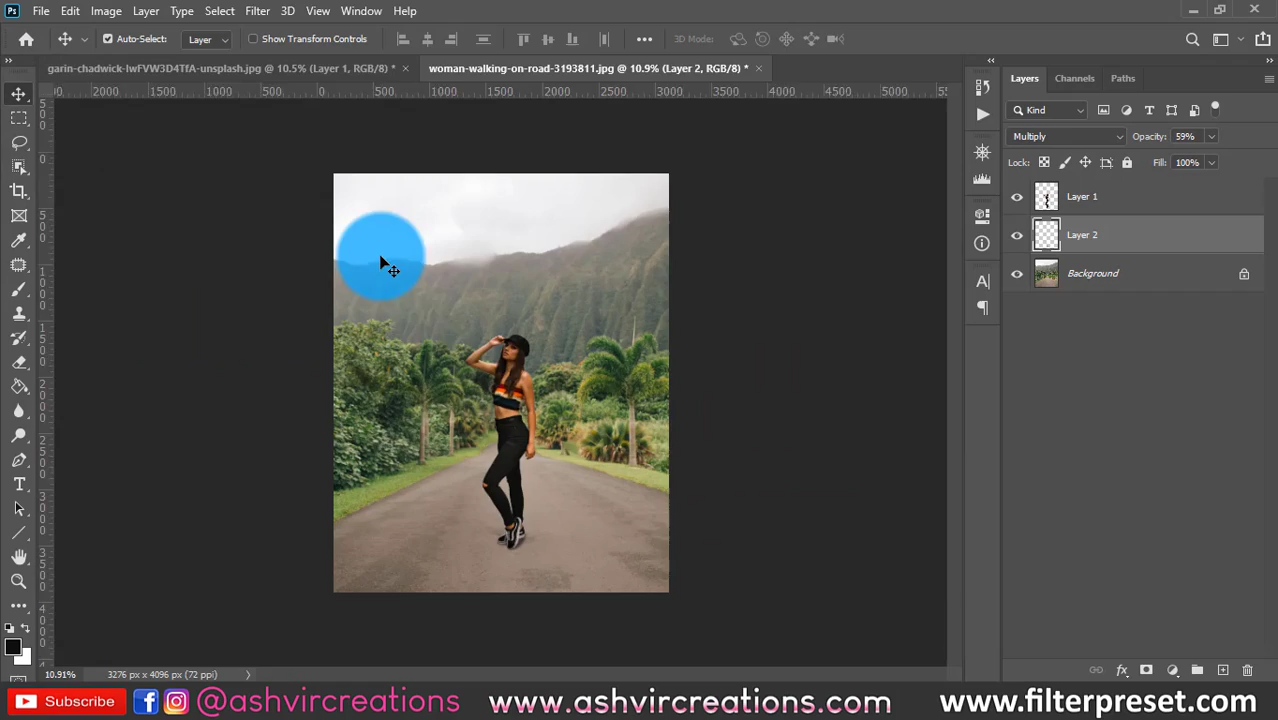 Ps File Edit Image Layer Type Select Filter 3D View Window Help
Auto-Select: Layer Show Transform Controls 3D Mode:
garin-chadwick-IwFVW3D4TfA-unsplash.jpg @ 10.5% (Layer 1, RGB/8) * × woman-walking-on-road-3193811.jpg @ 10.9% (Layer 2, RGB/8) * ×
2000 1500 1000 500 0 500 1000 1500 2000 2500 3000 3500 4000 4500 5000
Layers Channels Paths
Kind
Multiply Opacity: 59%
Lock: Fill: 100%
Layer 1
Layer 2
Background
10.91% 3276 px x 4096 px (72 ppi)
Subscribe @ashvircreations www.ashvircreations.com www.filterpreset.com